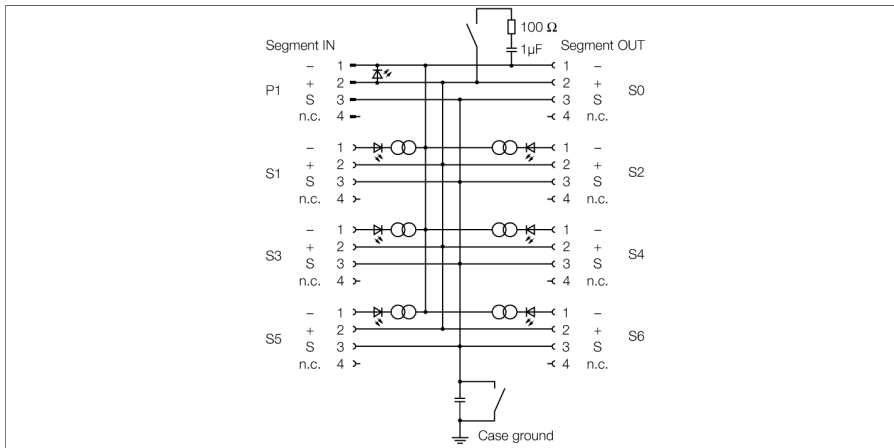 100 Ω
1µF
Segment IN Segment OUT
– 1 1 –
+ 2 2 +
P1 S0
S 3 3 S
n.c. 4 4 n.c.
– 1 1 –
+ 2 2 +
S1 S2
S 3 3 S
n.c. 4 4 n.c.
– 1 1 –
+ 2 2 +
S3 S4
S 3 3 S
n.c. 4 4 n.c.
– 1 1 –
+ 2 2 +
S5 S6
S 3 3 S
n.c. 4 4 n.c.
Case ground